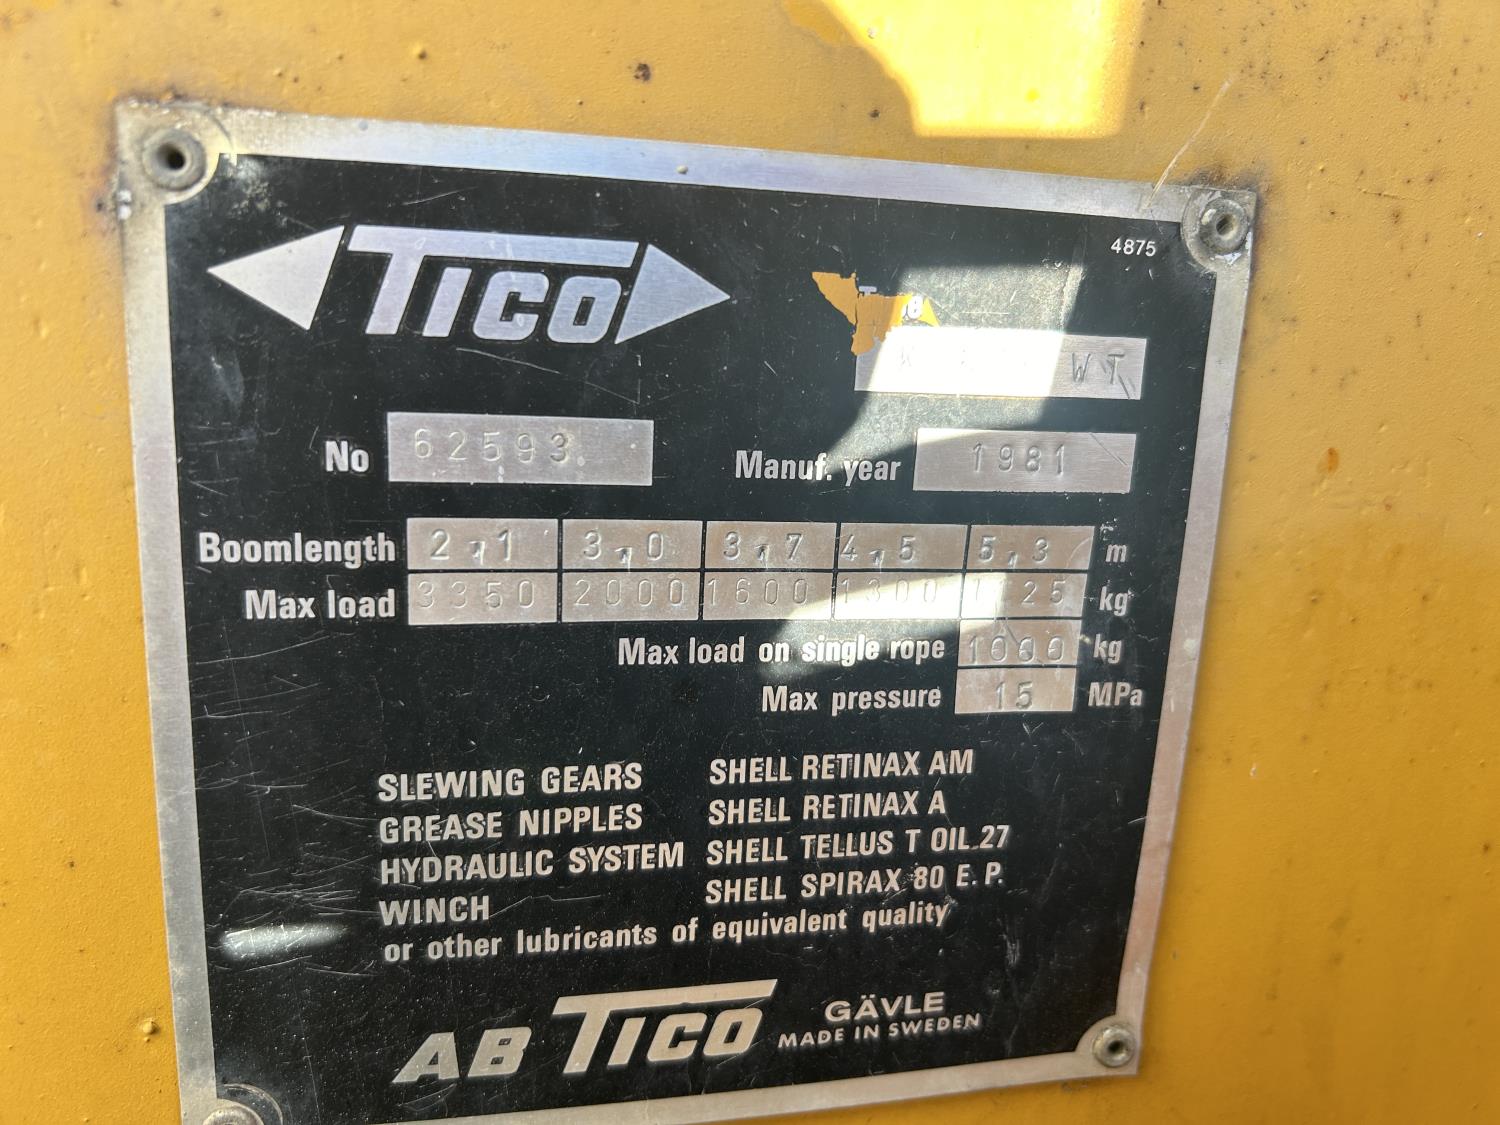 4875
TICO
WT
No 62593 Manuf. year 1981
Boomlength 2,1 3,0 3,7 4,5 5,3 m
Max load 3350 2000 1600 1300 1125 kg
Max load on single rope 1000 kg
Max pressure 15 MPa
SLEWING GEARS SHELL RETINAX AM
GREASE NIPPLES SHELL RETINAX A
HYDRAULIC SYSTEM SHELL TELLUS T OIL 27
WINCH SHELL SPIRAX 80 E.P.
or other lubricants of equivalent quality
AB TICO GÄVLE
MADE IN SWEDEN